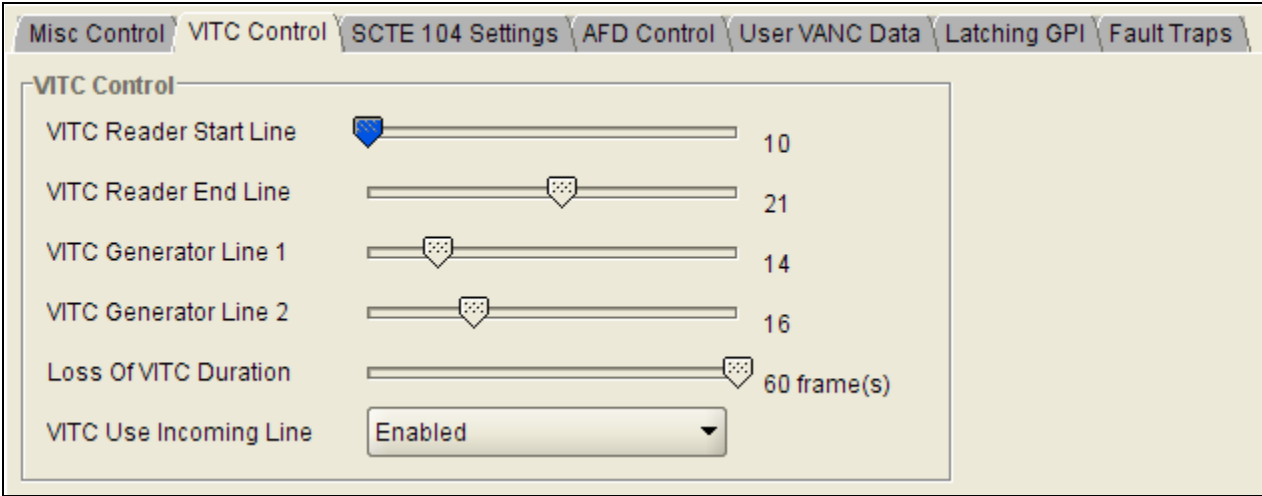 Misc Control VITC Control SCTE 104 Settings AFD Control User VANC Data Latching GPI Fault Traps
VITC Control
VITC Reader Start Line 10
VITC Reader End Line 21
VITC Generator Line 1 14
VITC Generator Line 2 16
Loss Of VITC Duration 60 frame(s)
VITC Use Incoming Line Enabled